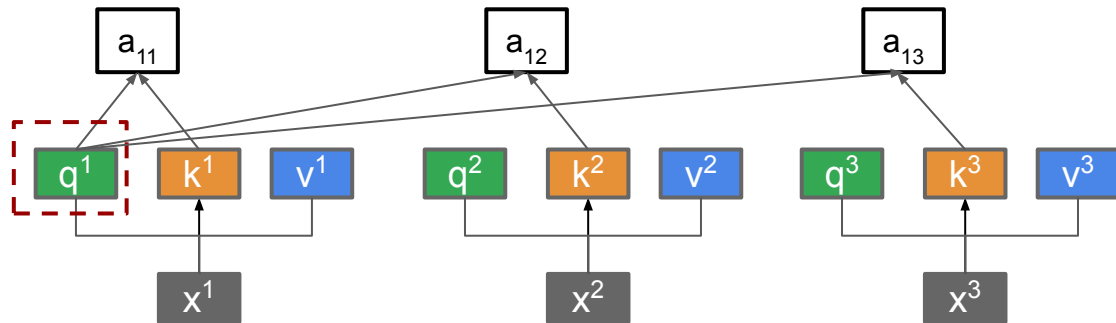 a₁₁ a₁₂ a₁₃
q¹ k¹ v¹ q² k² v² q³ k³ v³
x¹ x² x³